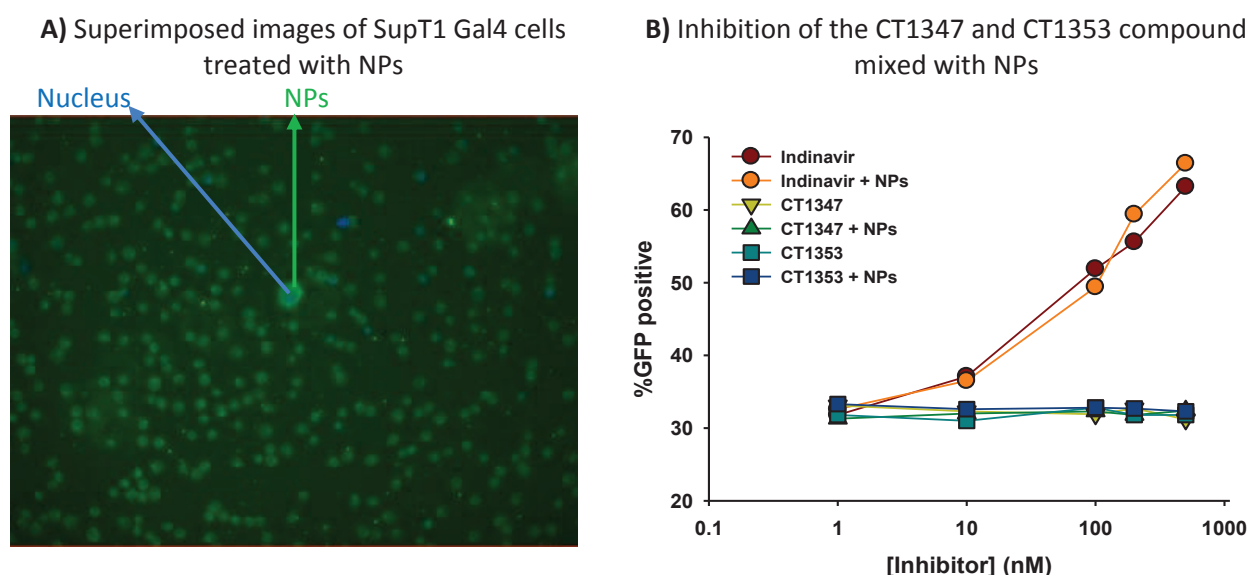 A) Superimposed images of SupT1 Gal4 cells
treated with NPs
Nucleus
NPs
B) Inhibition of the CT1347 and CT1353 compound
mixed with NPs
%GFP positive
70
60
50
40
30
20
Indinavir
Indinavir + NPs
CT1347
CT1347 + NPs
CT1353
CT1353 + NPs
0.1
1
10
100
1000
[Inhibitor] (nM)